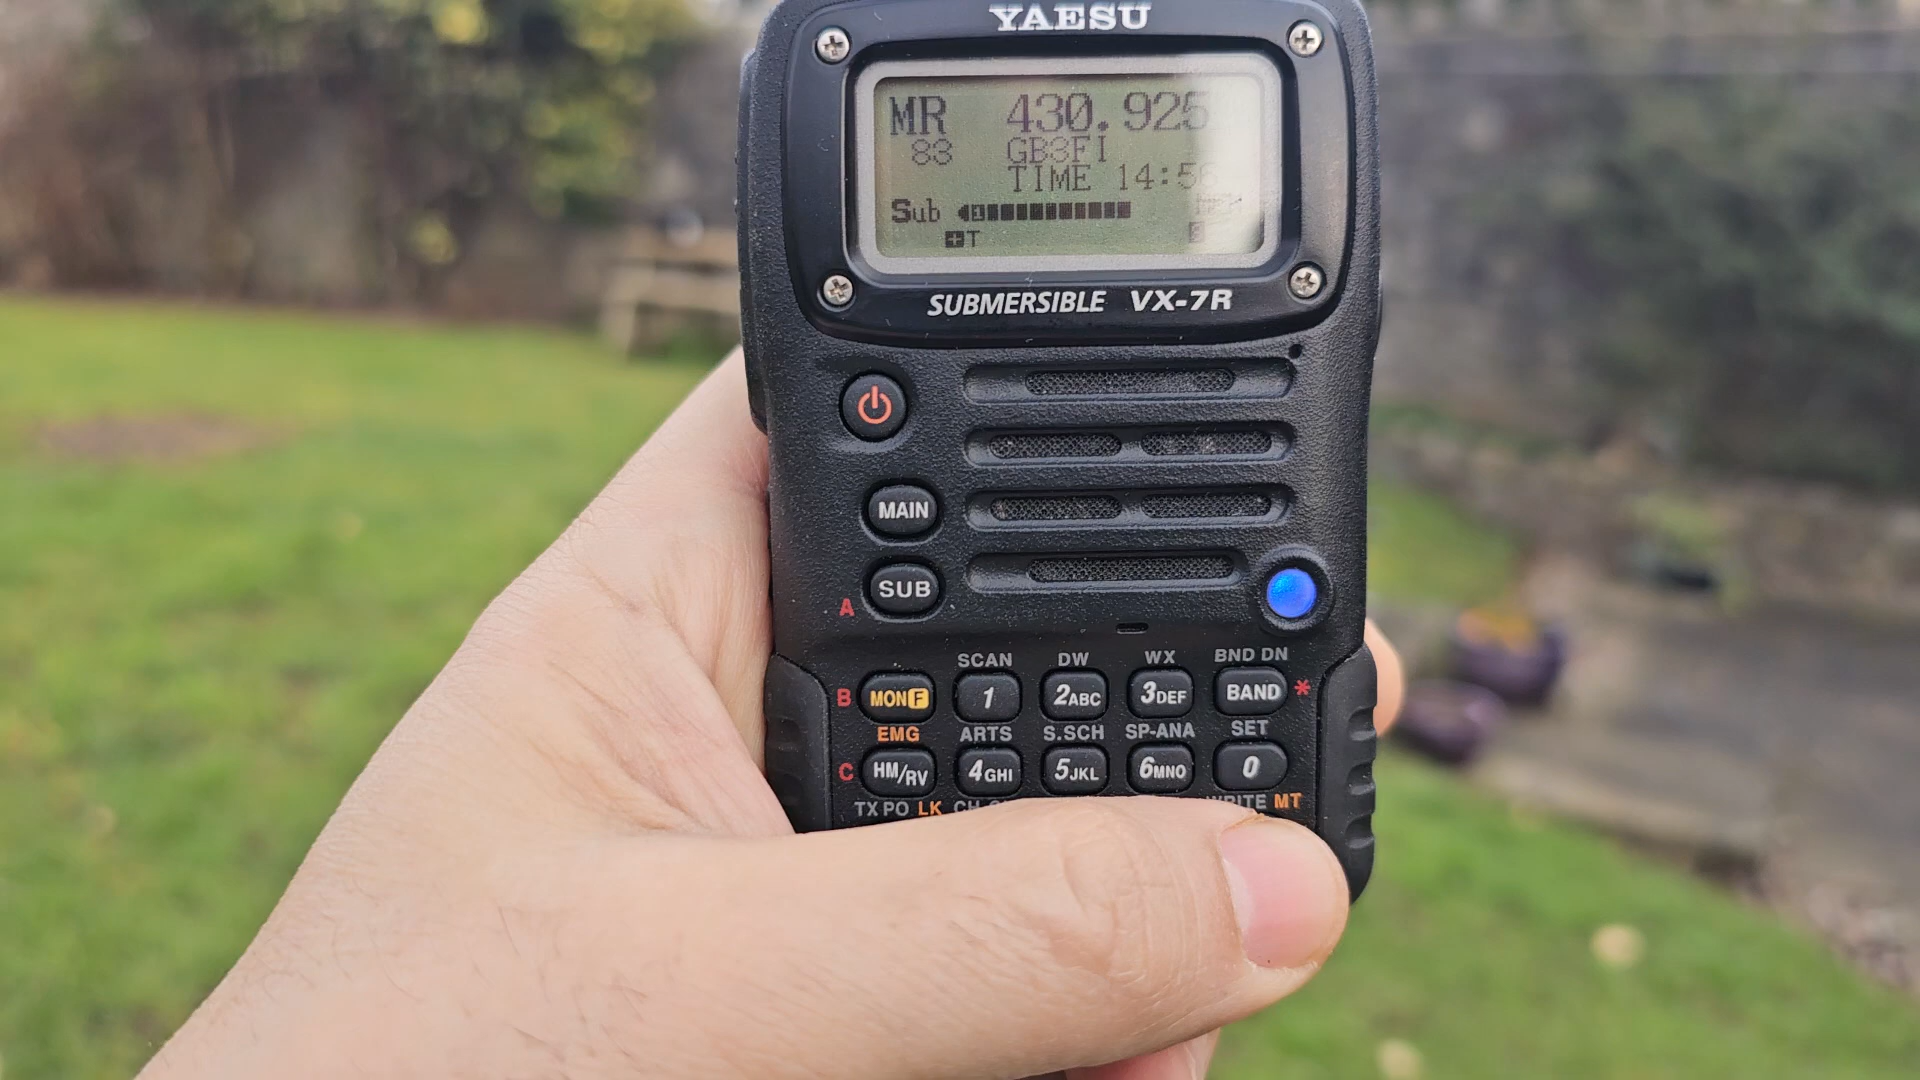 YAESU
MR 430.925
83 GB3FI
TIME 14:5
Sub 1
+T
SUBMERSIBLE VX-7R
MAIN
SUB
A
SCAN DW WX BND DN
B MONF 1 2ABC 3DEF BAND *
EMG ARTS S.SCH SP-ANA SET
C HM/RV 4GHI 5JKL 6MNO 0
TX PO LK MT